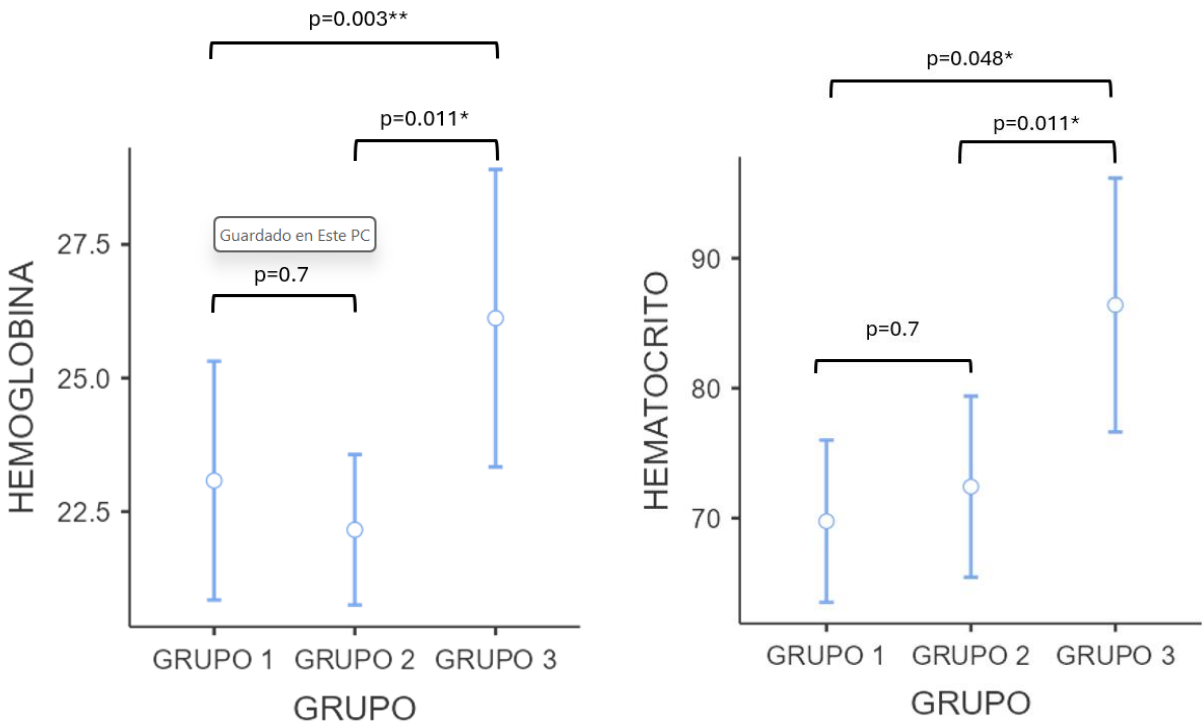 p=0.003**
p=0.011*
27.5
Guardado en Este PC
p=0.7
25.0
22.5
HEMOGLOBINA
GRUPO 1 GRUPO 2 GRUPO 3
GRUPO
p=0.048*
p=0.011*
90
p=0.7
80
70
HEMATOCRITO
GRUPO 1 GRUPO 2 GRUPO 3
GRUPO